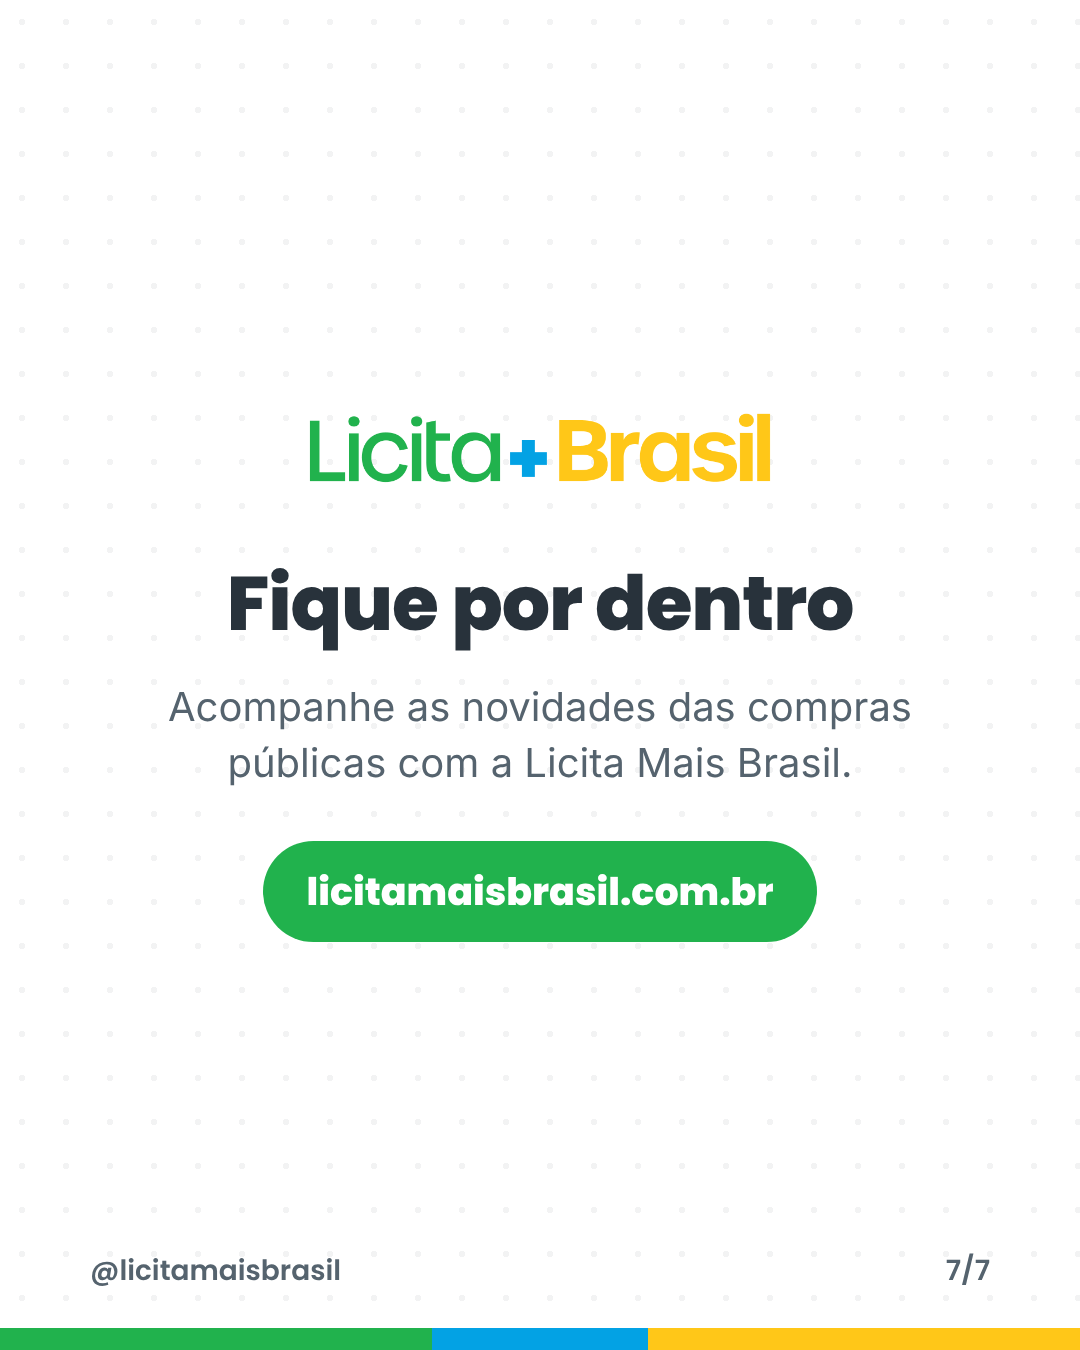 Licita+Brasil
Fique por dentro
Acompanhe as novidades das compras
públicas com a Licita Mais Brasil.
licitamaisbrasil.com.br
@licitamaisbrasil
7/7